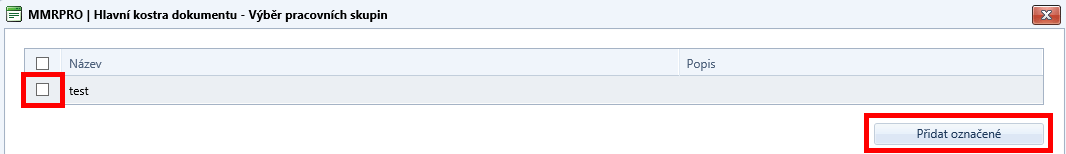 MMRPRO | Hlavní kostra dokumentu - Výběr pracovních skupin
Název Popis
test
Přidat označené